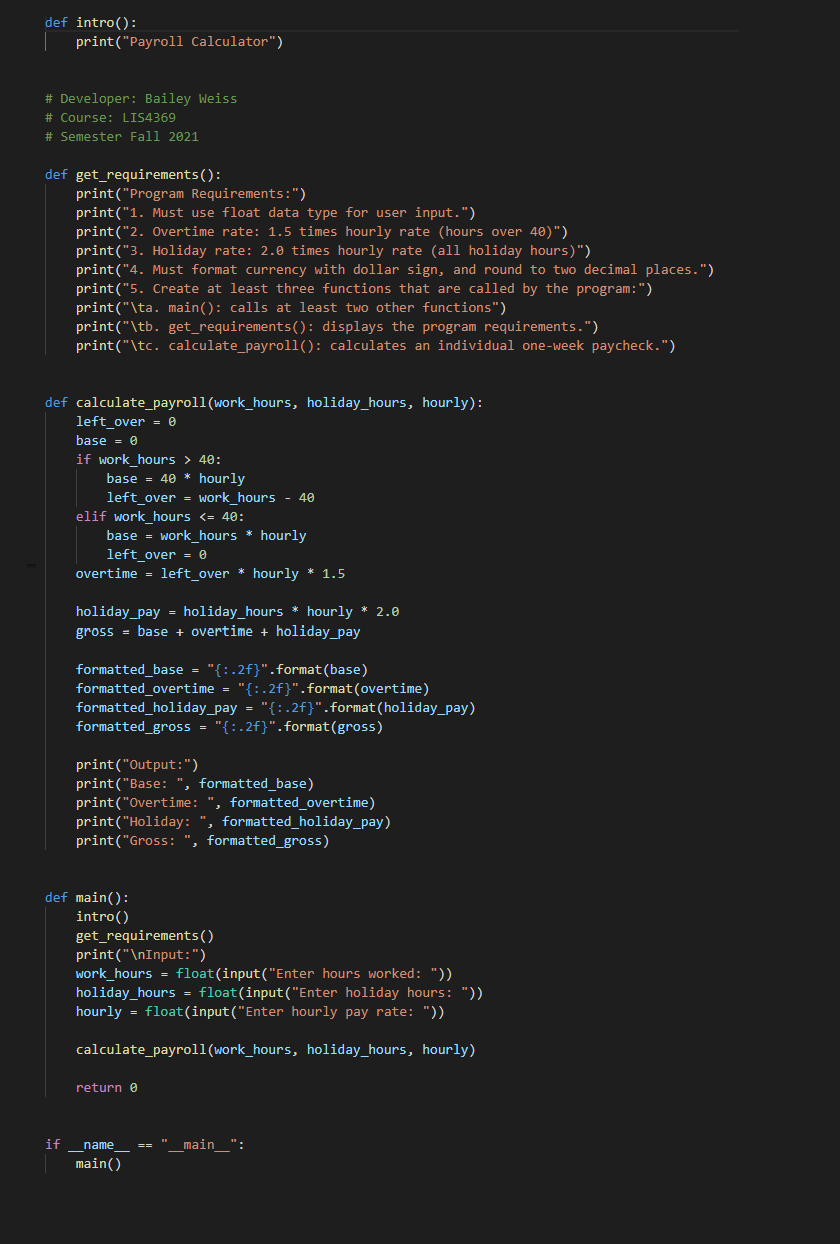 def intro():
    print("Payroll Calculator")
# Developer: Bailey Weiss
# Course: LIS4369
# Semester Fall 2021
def get_requirements():
    print("Program Requirements:")
    print("1. Must use float data type for user input.")
    print("2. Overtime rate: 1.5 times hourly rate (hours over 40)")
    print("3. Holiday rate: 2.0 times hourly rate (all holiday hours)")
    print("4. Must format currency with dollar sign, and round to two decimal places.")
    print("5. Create at least three functions that are called by the program:")
    print("\ta. main(): calls at least two other functions")
    print("\tb. get_requirements(): displays the program requirements.")
    print("\tc. calculate_payroll(): calculates an individual one-week paycheck.")
def calculate_payroll(work_hours, holiday_hours, hourly):
    left_over = 0
    base = 0
    if work_hours > 40:
        base = 40 * hourly
        left_over = work_hours - 40
    elif work_hours <= 40:
        base = work_hours * hourly
        left_over = 0
    overtime = left_over * hourly * 1.5
    holiday_pay = holiday_hours * hourly * 2.0
    gross = base + overtime + holiday_pay
    formatted_base = "{:.2f}".format(base)
    formatted_overtime = "{:.2f}".format(overtime)
    formatted_holiday_pay = "{:.2f}".format(holiday_pay)
    formatted_gross = "{:.2f}".format(gross)
    print("Output:")
    print("Base: ", formatted_base)
    print("Overtime: ", formatted_overtime)
    print("Holiday: ", formatted_holiday_pay)
    print("Gross: ", formatted_gross)
def main():
    intro()
    get_requirements()
    print("\nInput:")
    work_hours = float(input("Enter hours worked: "))
    holiday_hours = float(input("Enter holiday hours: "))
    hourly = float(input("Enter hourly pay rate: "))
    calculate_payroll(work_hours, holiday_hours, hourly)
    return 0
if __name__ == "__main__":
    main()